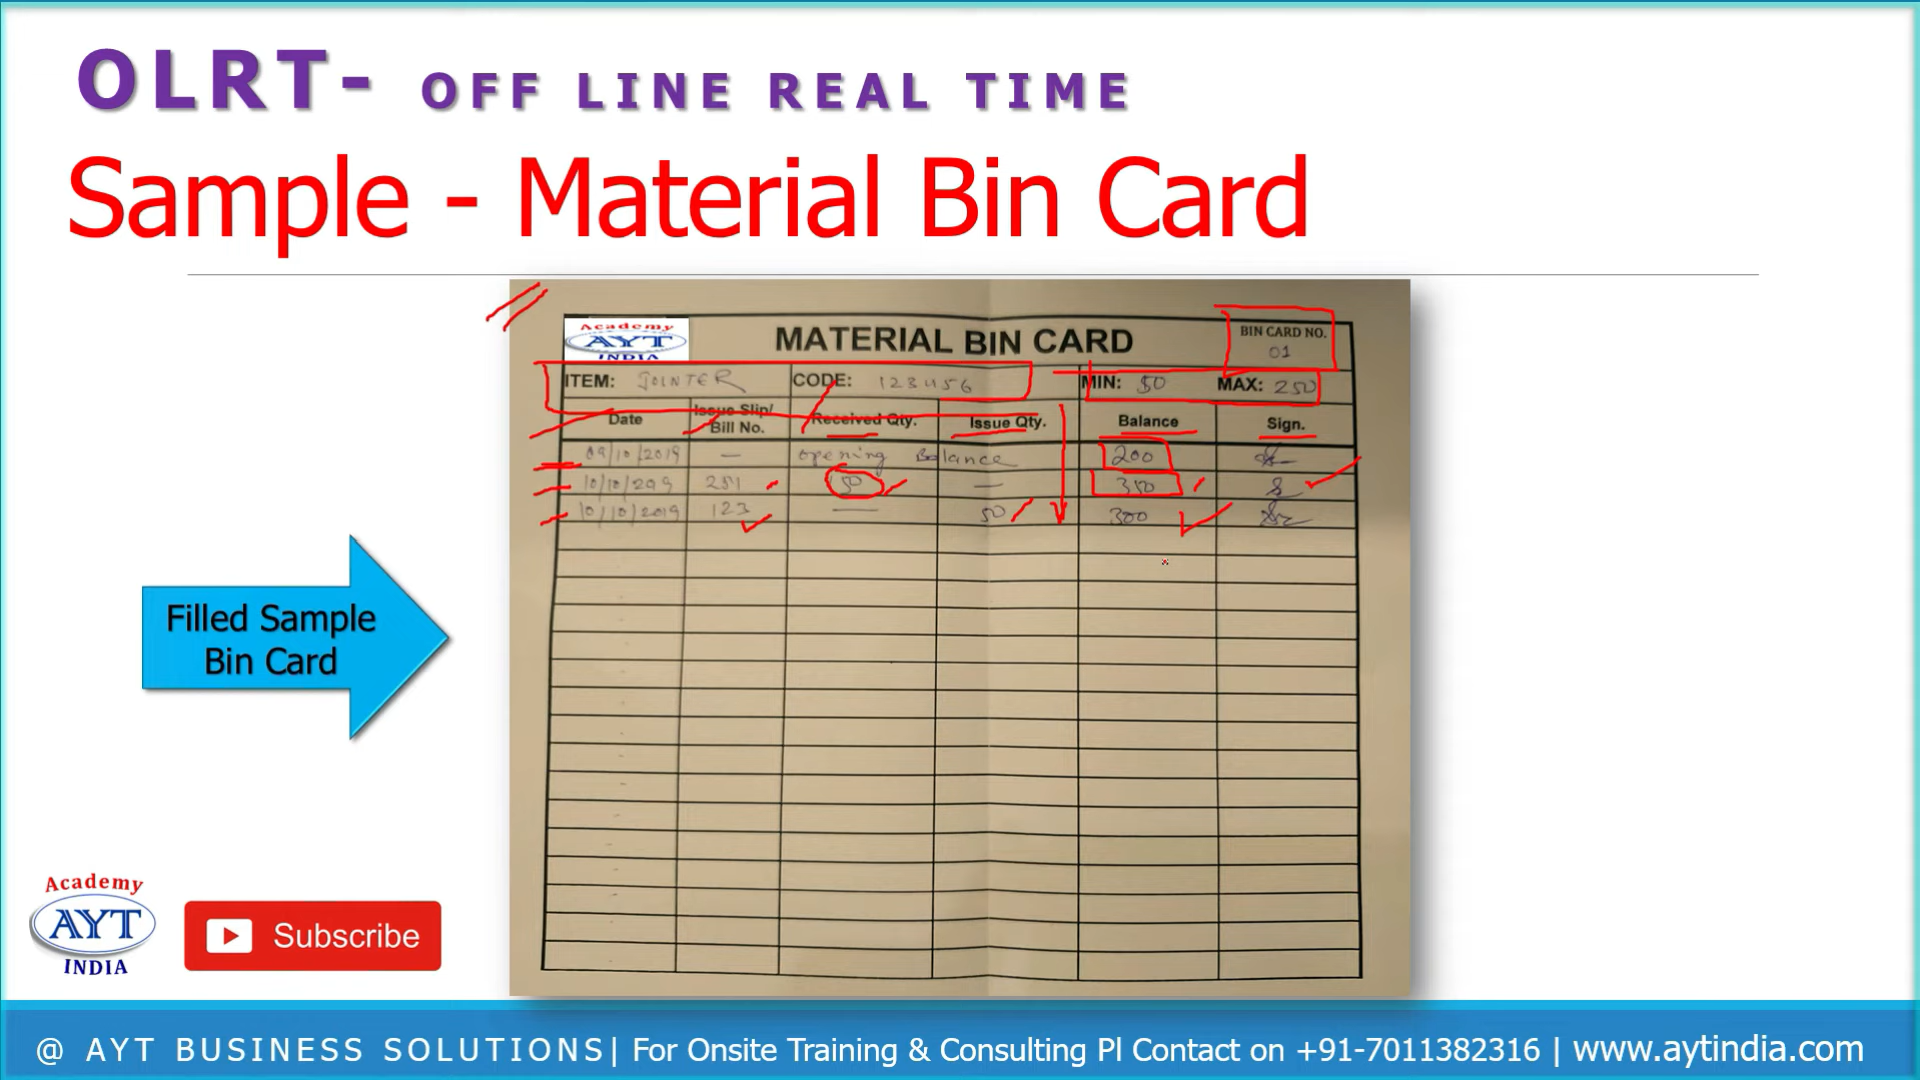 OLRT- OFF LINE REAL TIME
Sample - Material Bin Card
Academy
AYT
INDIA
MATERIAL BIN CARD
BIN CARD NO.
01
ITEM: JOINTER CODE: 123456 MIN: 50 MAX: 250
Date Issue Slip/ Bill No. Received Qty. Issue Qty. Balance Sign.
09/10/2019 — opening Balance 200
10/10/2019 251 150 — 350
10/10/2019 123 — 50 300
Filled Sample
Bin Card
Academy
AYT
INDIA
Subscribe
@ AYT BUSINESS SOLUTIONS| For Onsite Training & Consulting Pl Contact on +91-7011382316 | www.aytindia.com